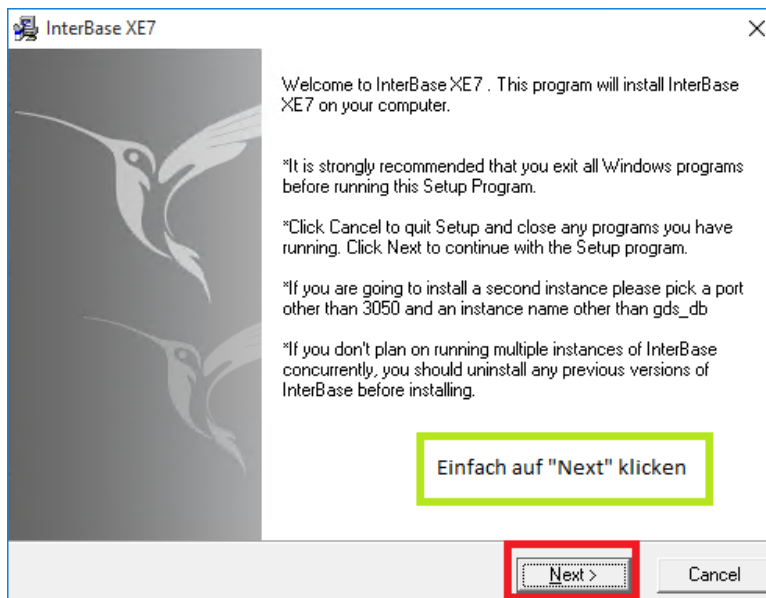 InterBase XE7
Welcome to InterBase XE7 . This program will install InterBase
XE7 on your computer.
*It is strongly recommended that you exit all Windows programs
before running this Setup Program.
*Click Cancel to quit Setup and close any programs you have
running. Click Next to continue with the Setup program.
*If you are going to install a second instance please pick a port
other than 3050 and an instance name other than gds_db
*If you don't plan on running multiple instances of InterBase
concurrently, you should uninstall any previous versions of
InterBase before installing.
Einfach auf "Next" klicken
Next >
Cancel